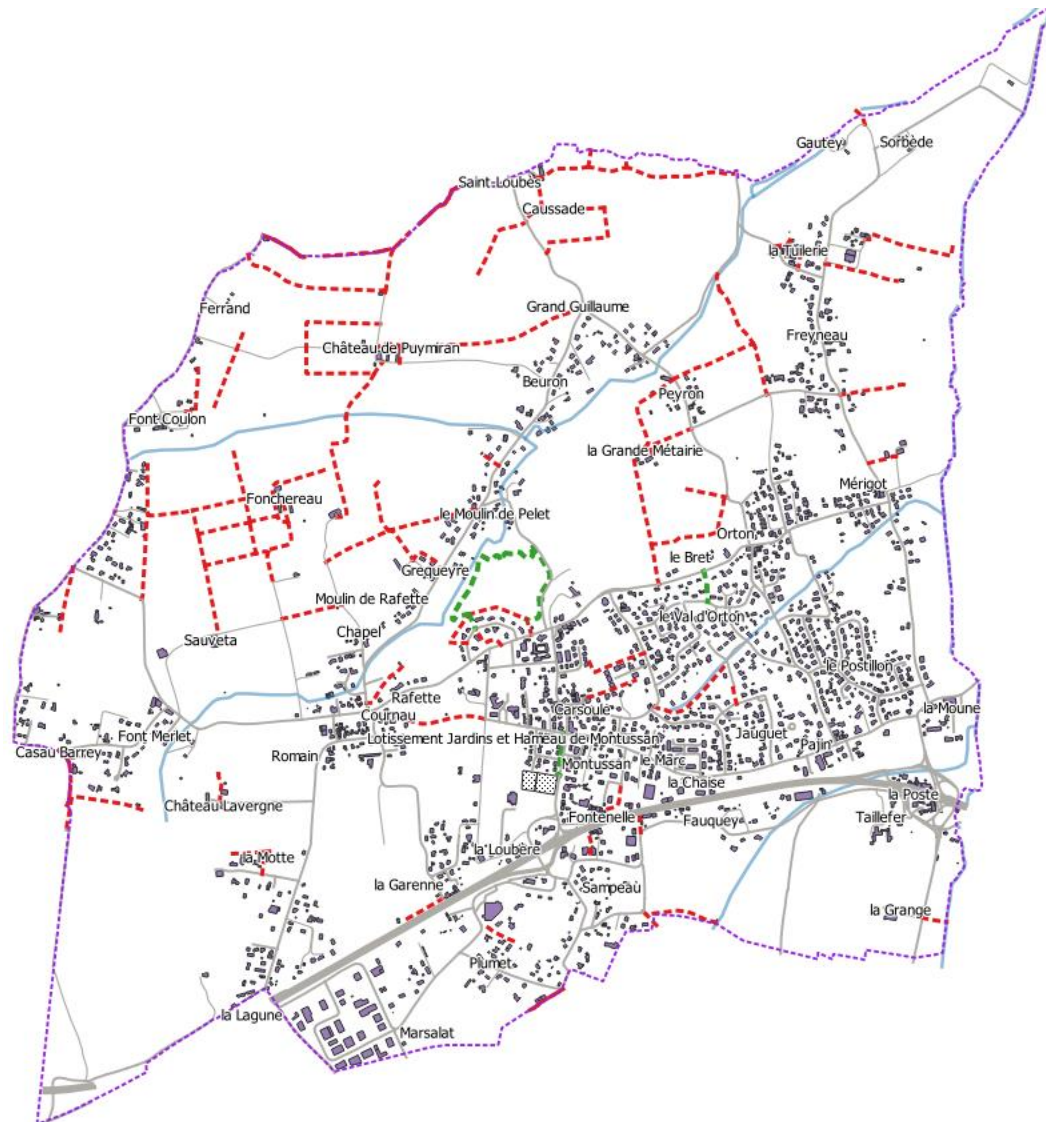 Gautey
Sorbède
Saint-Loubès
Caussade
la Tuilerie
Ferrand
Grand Guillaume
Freyneau
Château de Puymiran
Beuron
Peyron
Font Coulon
la Grande Métairie
Mérigot
Fonchereau
le Moulin de Pelet
Orton
le Bret
Gregueyre
Moulin de Rafette
le Val d'Orton
Chapel
Sauveta
le Postillon
Rafette
Cournau
Carsoule
la Moune
Font Merlet
Lotissement Jardins et Hameau de Montussan
Jauguet
Casau Barrey
Romain
Montussan
le Marc
Pajin
la Chaise
Château Lavergne
la Poste
Fontenelle
Fauquey
Taillefer
la Motte
la Loubère
la Garenne
Sampeau
la Grange
Plumet
la Lagune
Marsalat